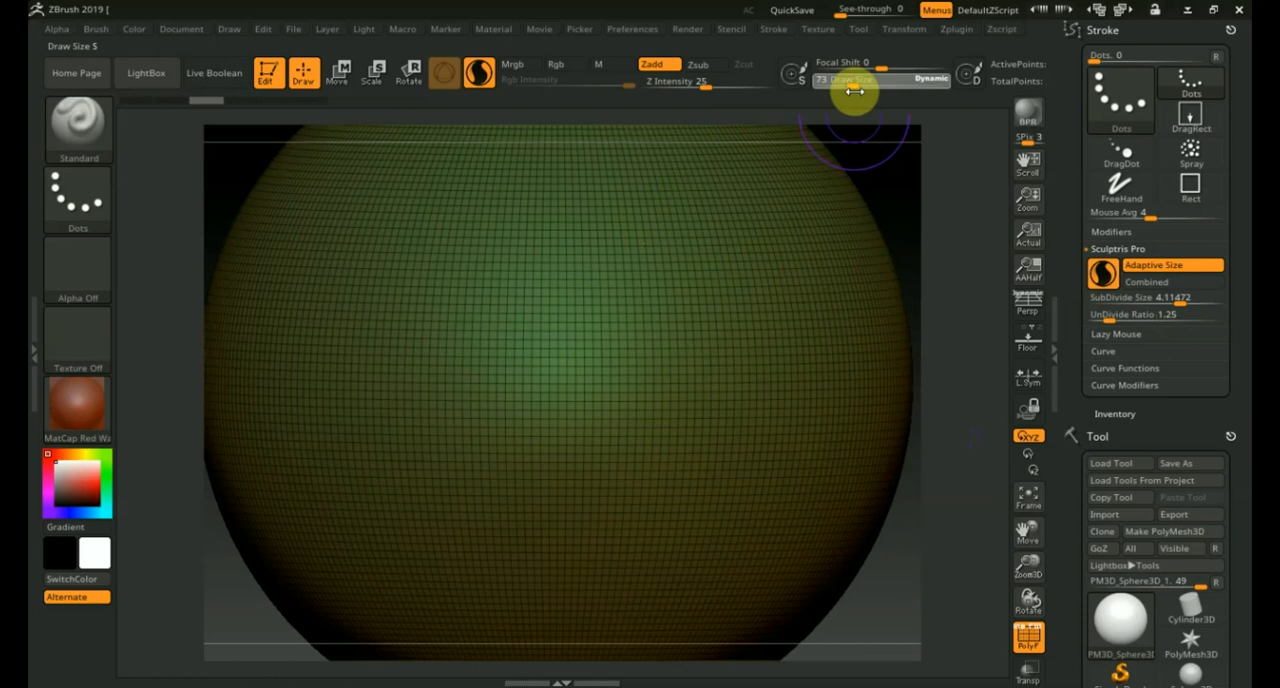 ZBrush 2019 [
AC QuickSave See-through 0 Menus DefaultZScript
Alpha Brush Color Document Draw Edit File Layer Light Macro Marker Material Movie Picker Preferences Render Stencil Stroke Texture Tool Transform Zplugin Zscript
Draw Size S
Home Page LightBox Live Boolean Edit Draw Move Scale Rotate
Mrgb Rgb M Zadd Zsub Zcut
Rgb Intensity Z Intensity 25
Focal Shift 0
73 Draw Size Dynamic
S
D
ActivePoints:
TotalPoints:
Standard
Dots
Alpha Off
Texture Off
MatCap Red Wa
Gradient
SwitchColor
Alternate
BPR
SPix 3
Scroll
Zoom
Actual
AAHalf
Dynamic
Persp
Floor
L.Sym
XYZ
Y
Z
Frame
Move
Zoom3D
Rotate
PolyF
Transp
Stroke
Dots. 0 R
Dots Dots
DragRect
DragDot Spray
FreeHand Rect
Mouse Avg 4
Modifiers
Sculptris Pro
Adaptive Size
Combined
SubDivide Size 4.11472
UnDivide Ratio 1.25
Lazy Mouse
Curve
Curve Functions
Curve Modifiers
Inventory
Tool
Load Tool Save As
Load Tools From Project
Copy Tool Paste Tool
Import Export
Clone Make PolyMesh3D
GoZ All Visible R
Lightbox▶Tools
PM3D_Sphere3D_1. 49 R
Cylinder3D
PM3D_Sphere3D PolyMesh3D